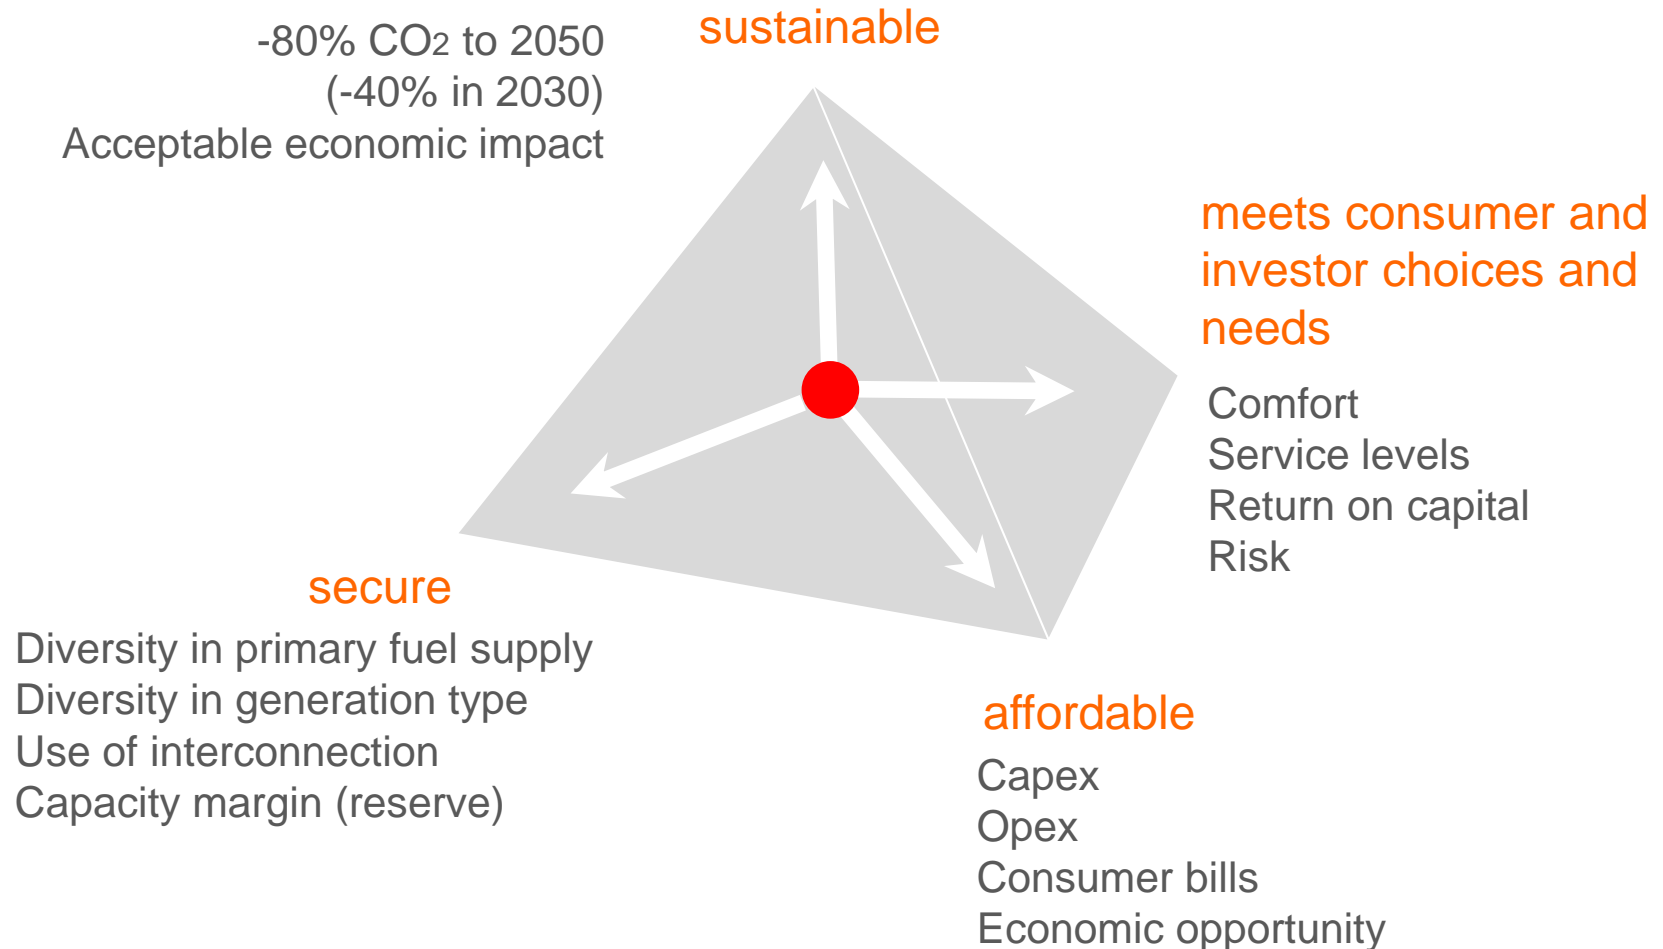 sustainable
-80% CO2 to 2050
(-40% in 2030)
Acceptable economic impact
meets consumer and
investor choices and
needs
Comfort
Service levels
Return on capital
Risk
secure
Diversity in primary fuel supply
Diversity in generation type
Use of interconnection
Capacity margin (reserve)
affordable
Capex
Opex
Consumer bills
Economic opportunity